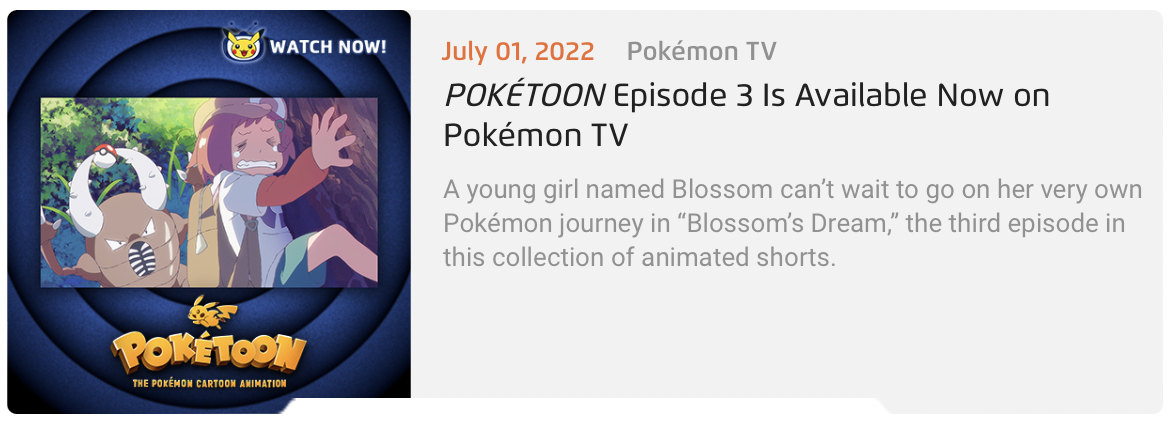 WATCH NOW!
POKÉTOON
THE POKÉMON CARTOON ANIMATION
July 01, 2022 Pokémon TV
POKÉTOON Episode 3 Is Available Now on
Pokémon TV
A young girl named Blossom can’t wait to go on her very own
Pokémon journey in “Blossom’s Dream,” the third episode in
this collection of animated shorts.